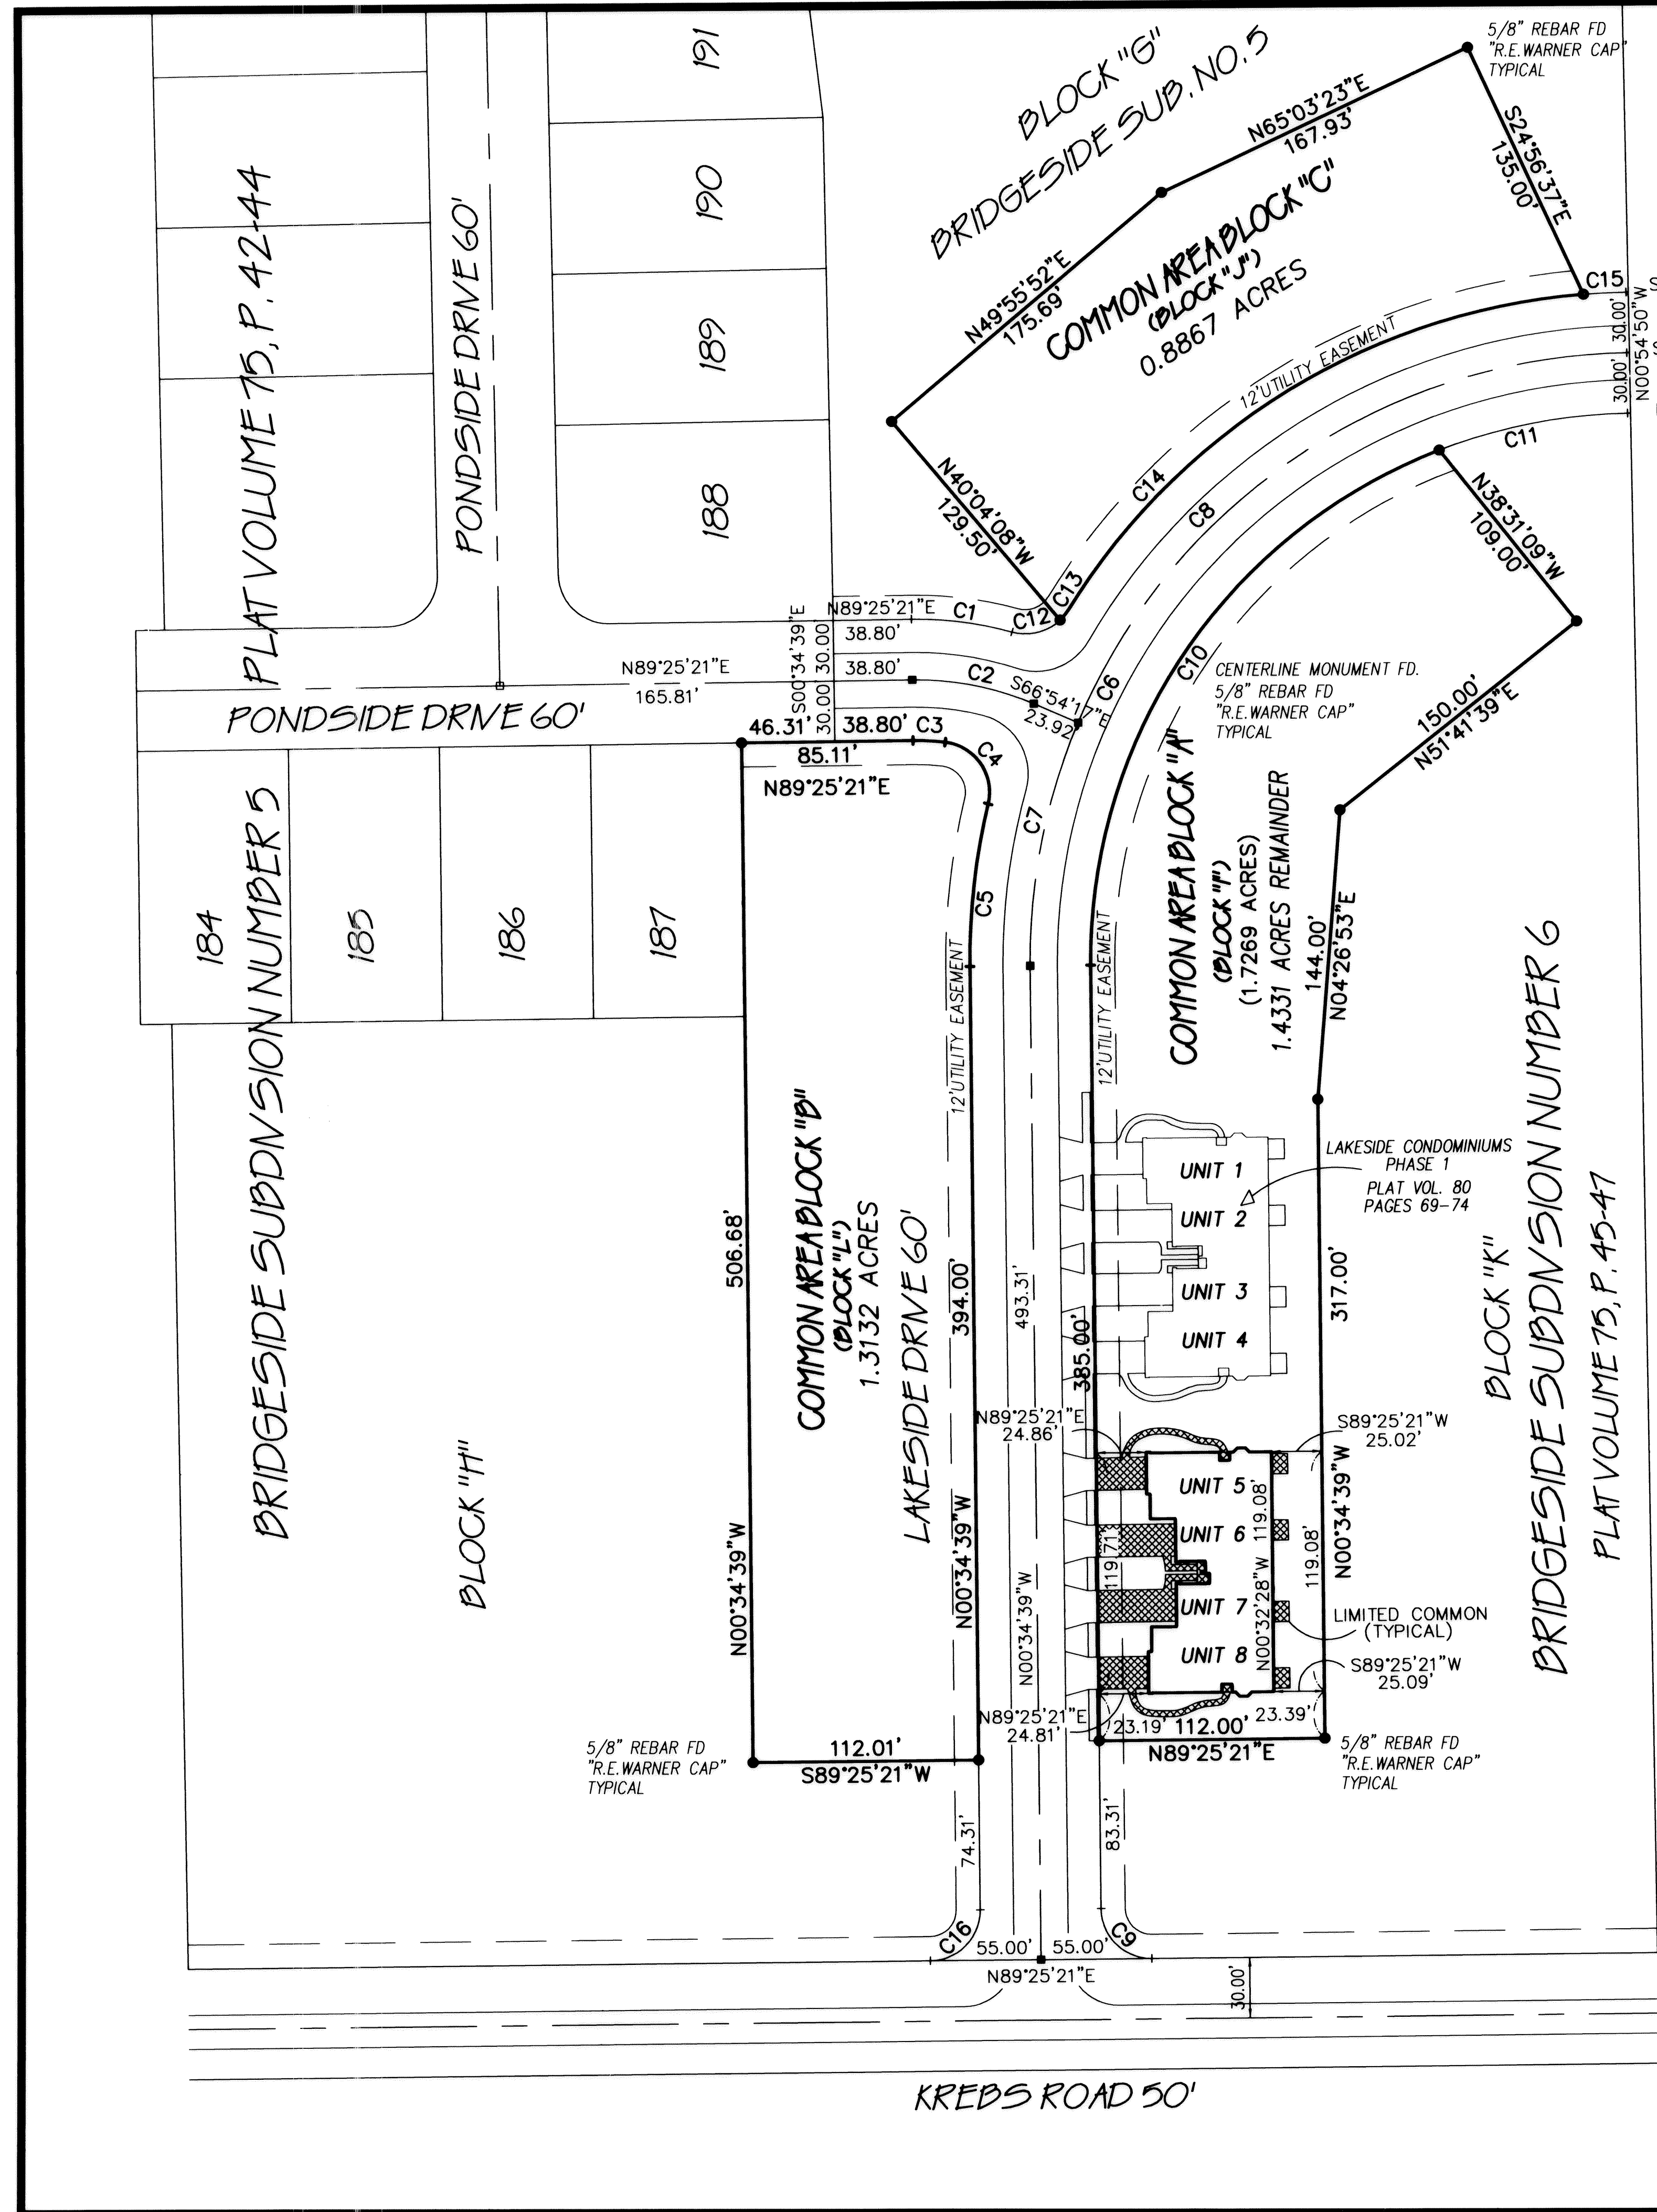 191
190
189
188
PLAT VOLUME 75, P. 42-44
PONDSIDE DRIVE 60'
BLOCK "G"
BRIDGESIDE SUB. NO. 5
5/8" REBAR FD
"R.E.WARNER CAP"
TYPICAL
N65°03'23"E
167.93'
S24°56'37"E
135.00'
N49°55'52"E
175.69'
COMMON AREA BLOCK "C"
(BLOCK "J")
0.8867 ACRES
12'UTILITY EASEMENT
C15
30.00'
30.00'
N00°54'50"W
C11
C14
C8
N40°04'08"W
129.50'
C13
C12
N38°31'09"W
109.00'
N89°25'21"E
38.80'
C1
S00°34'39"E
30.00'
30.00'
38.80'
C2
N89°25'21"E
165.81'
S66°54'17"E
23.92'
C6
C10
CENTERLINE MONUMENT FD.
5/8" REBAR FD
"R.E.WARNER CAP"
TYPICAL
150.00'
N51°41'39"E
PONDSIDE DRIVE 60'
46.31'
38.80'
C3
85.11'
N89°25'21"E
C4
C7
C5
184
185
186
187
BRIDGESIDE SUBDIVISION NUMBER 5
12'UTILITY EASEMENT
12'UTILITY EASEMENT
COMMON AREA BLOCK "A"
(BLOCK "I")
(1.7269 ACRES)
1.4331 ACRES REMAINDER
144.00'
N04°26'53"E
COMMON AREA BLOCK "B"
(BLOCK "L")
1.3132 ACRES
LAKESIDE DRIVE 60'
506.68'
N00°34'39"W
394.00'
N00°34'39"W
493.31'
N00°34'39"W
385.00'
UNIT 1
UNIT 2
UNIT 3
UNIT 4
LAKESIDE CONDOMINIUMS
PHASE 1
PLAT VOL. 80
PAGES 69-74
317.00'
N00°34'39"W
BLOCK "K"
BRIDGESIDE SUBDIVISION NUMBER 6
PLAT VOLUME 75, P. 45-47
BLOCK "H"
N89°25'21"E
24.86'
S89°25'21"W
25.02'
UNIT 5
UNIT 6
UNIT 7
UNIT 8
119.71'
N00°32'28"W 119.08'
119.08'
LIMITED COMMON
(TYPICAL)
S89°25'21"W
25.09'
N89°25'21"E
24.81'
23.19'
112.00'
23.39'
N89°25'21"E
5/8" REBAR FD
"R.E.WARNER CAP"
TYPICAL
5/8" REBAR FD
"R.E.WARNER CAP"
TYPICAL
112.01'
S89°25'21"W
74.31'
83.31'
C16
55.00'
55.00'
C9
N89°25'21"E
30.00'
KREBS ROAD 50'